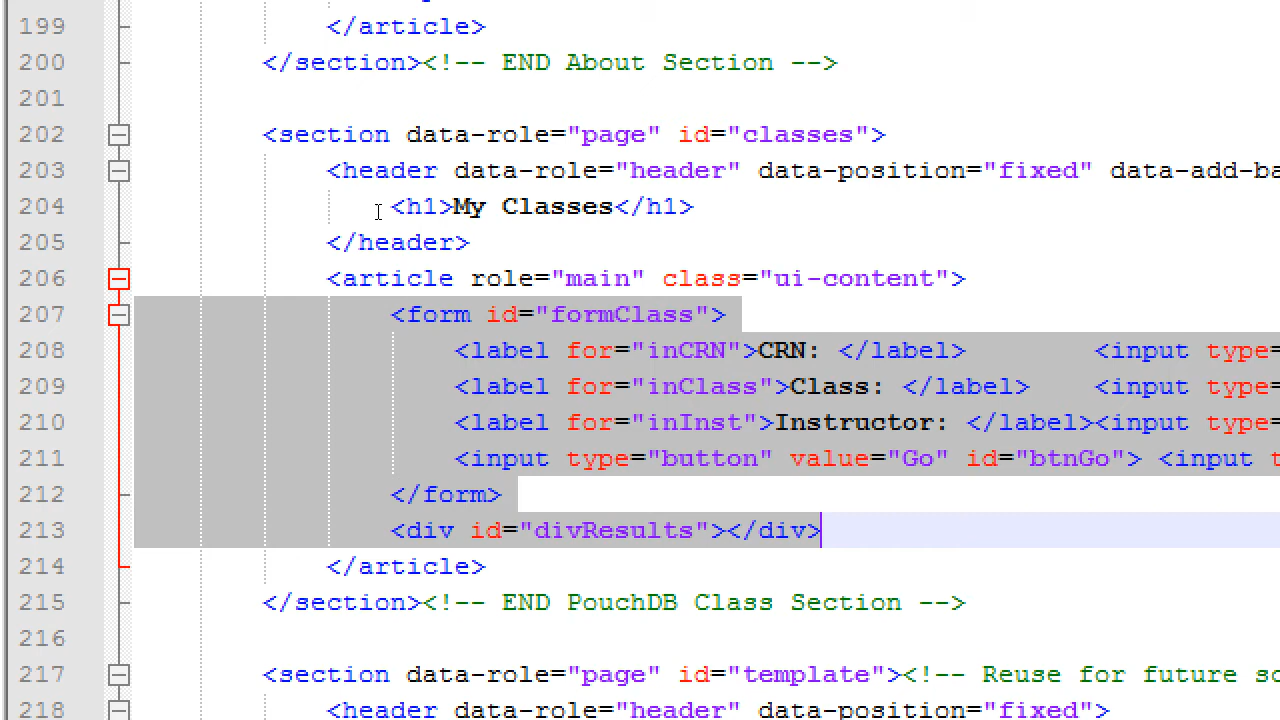 199 </article>
200 </section><!-- END About Section -->
201
202 <section data-role="page" id="classes">
203 <header data-role="header" data-position="fixed" data-add-ba
204 <h1>My Classes</h1>
205 </header>
206 <article role="main" class="ui-content">
207 <form id="formClass">
208 <label for="inCRN">CRN: </label> <input type=
209 <label for="inClass">Class: </label> <input type=
210 <label for="inInst">Instructor: </label><input type=
211 <input type="button" value="Go" id="btnGo"> <input t
212 </form>
213 <div id="divResults"></div>
214 </article>
215 </section><!-- END PouchDB Class Section -->
216
217 <section data-role="page" id="template"><!-- Reuse for future sc
218 <header data-role="header" data-position="fixed">